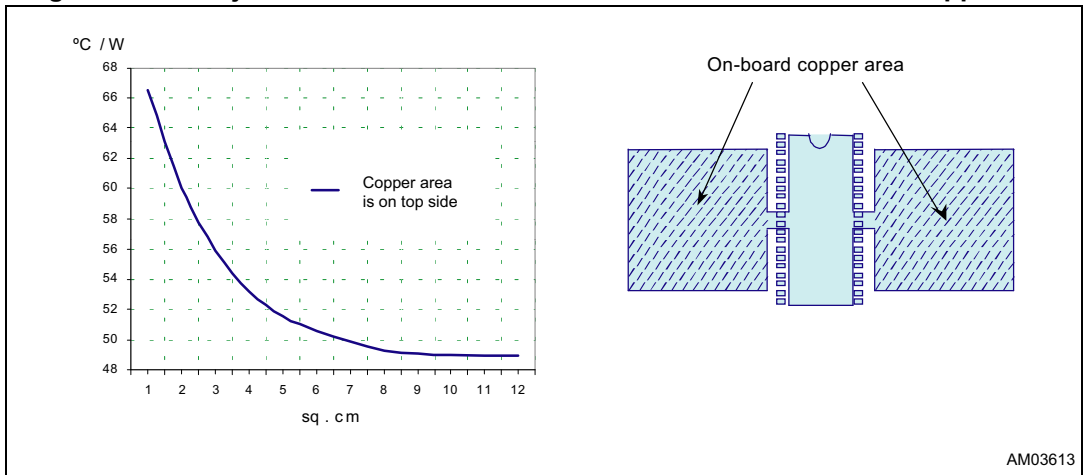 ºC / W
68
66
64
62
60
58
56
54
52
50
48
1 2 3 4 5 6 7 8 9 10 11 12
sq . cm
Copper area
is on top side
On-board copper area
AM03613